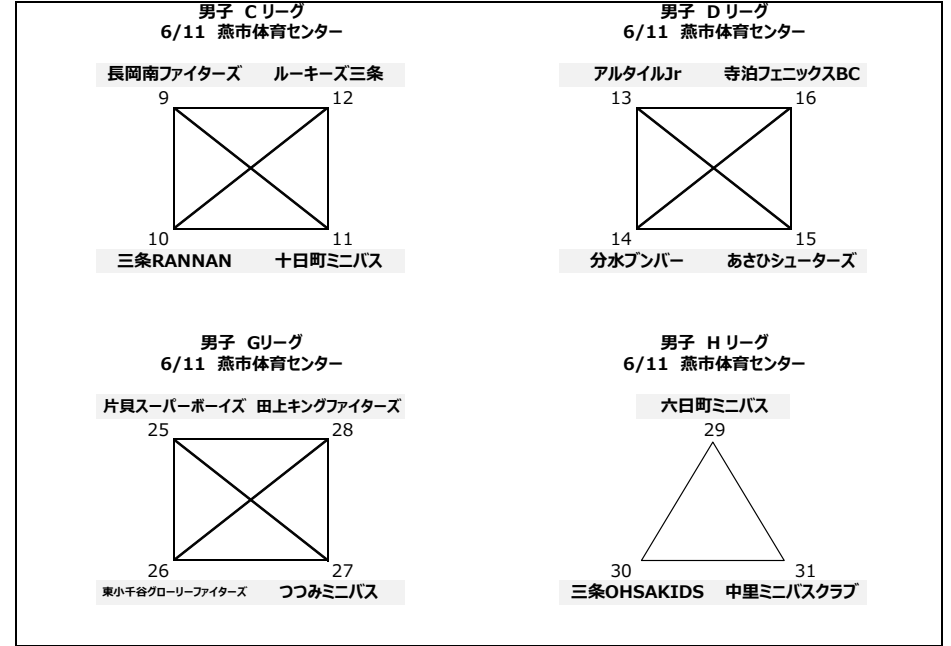 男子 C リーグ
6/11 燕市体育センター
長岡南ファイターズ ルーキーズ三条
9 12
10 11
三条RANNAN 十日町ミニバス
男子 D リーグ
6/11 燕市体育センター
アルタイルJr 寺泊フェニックスBC
13 16
14 15
分水ブンバー あさひシューターズ
男子 Gリーグ
6/11 燕市体育センター
片貝スーパーボーイズ 田上キングファイターズ
25 28
26 27
東小千谷グローリーファイターズ つつみミニバス
男子 H リーグ
6/11 燕市体育センター
六日町ミニバス
29
30 31
三条OHSAKIDS 中里ミニバスクラブ